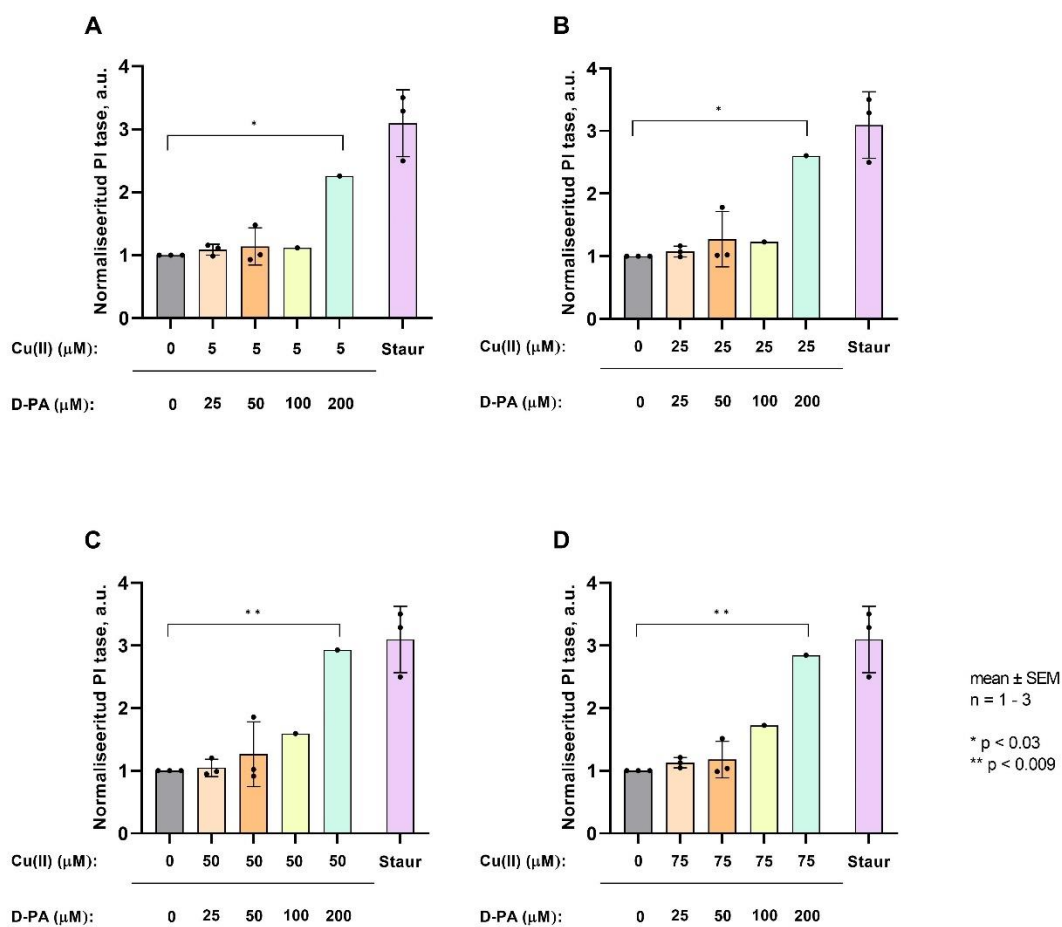 A
Normaliseeritud PI tase, a.u.
4
3
2
1
0
*
Cu(II) (μM): 0 5 5 5 5 Staur
D-PA (μM): 0 25 50 100 200
B
Normaliseeritud PI tase, a.u.
4
3
2
1
0
*
Cu(II) (μM): 0 25 25 25 25 Staur
D-PA (μM): 0 25 50 100 200
C
Normaliseeritud PI tase, a.u.
4
3
2
1
0
**
Cu(II) (μM): 0 50 50 50 50 Staur
D-PA (μM): 0 25 50 100 200
D
Normaliseeritud PI tase, a.u.
4
3
2
1
0
**
Cu(II) (μM): 0 75 75 75 75 Staur
D-PA (μM): 0 25 50 100 200
mean ± SEM
n = 1 - 3
* p < 0.03
** p < 0.009